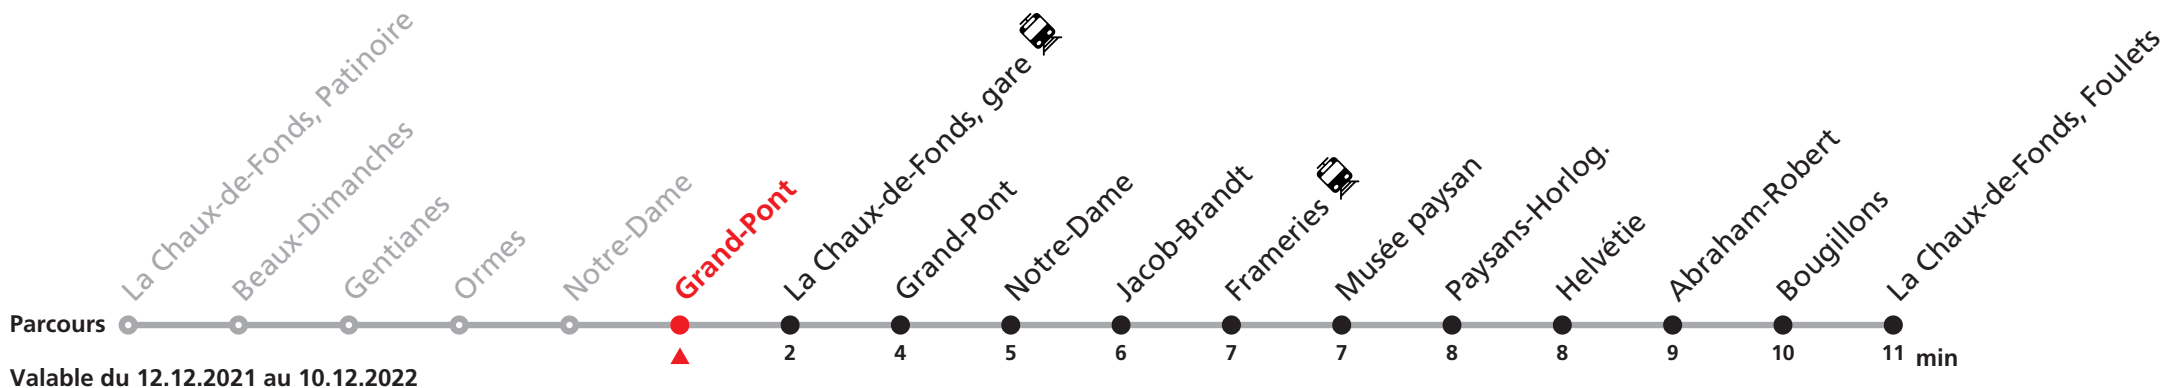 La Chaux-de-Fonds, Patinoire
Beaux-Dimanches
Gentianes
Ormes
Notre-Dame
Grand-Pont
La Chaux-de-Fonds, gare
Grand-Pont
Notre-Dame
Jacob-Brandt
Frameries
Musée paysan
Paysans-Horlog.
Helvétie
Abraham-Robert
Bougillons
La Chaux-de-Fonds, Foulets
Parcours
2 4 5 6 7 7 8 8 9 10 11 min
Valable du 12.12.2021 au 10.12.2022